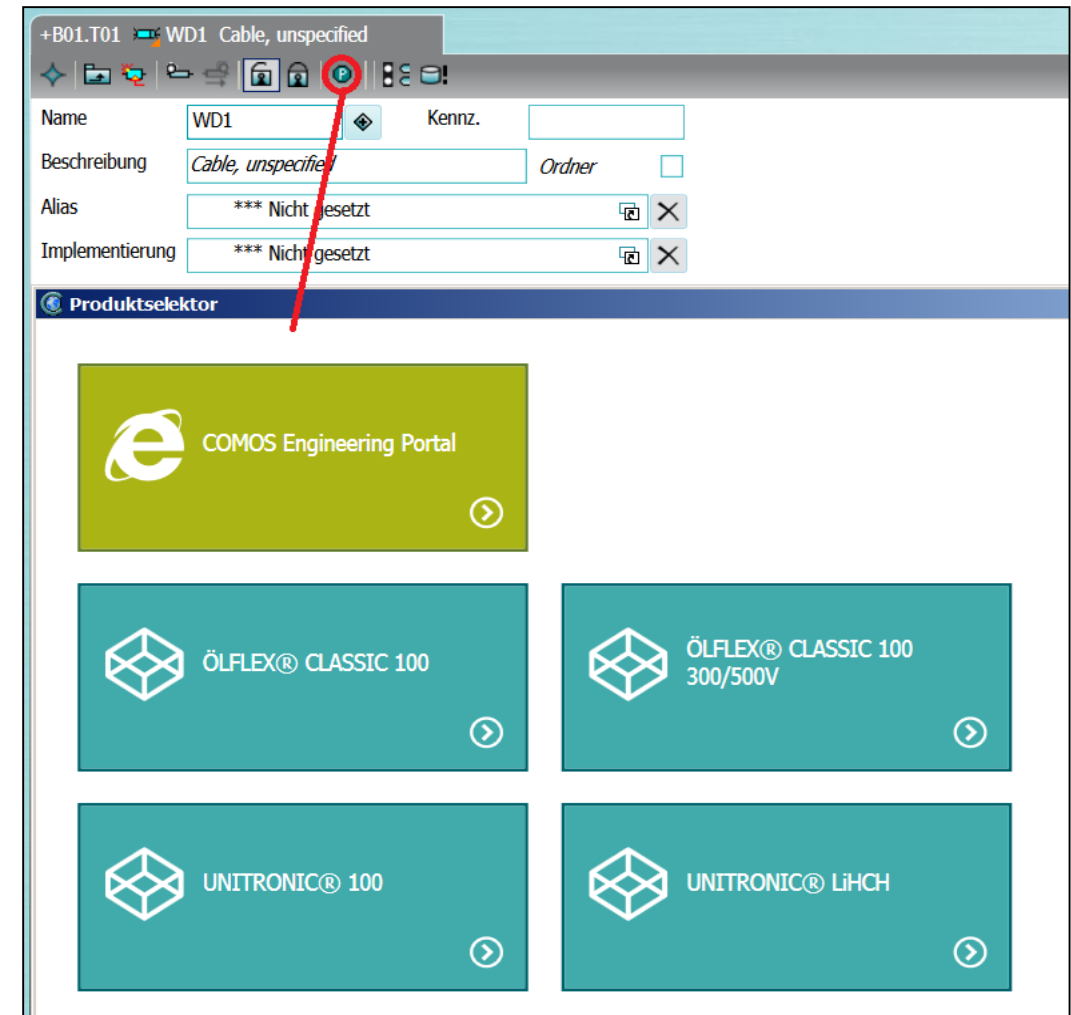 +B01.T01 WD1 Cable, unspecified
P
Name WD1 Kennz.
Beschreibung Cable, unspecified Ordner
Alias *** Nicht gesetzt
Implementierung *** Nicht gesetzt
Produktselektor
COMOS Engineering Portal
ÖLFLEX® CLASSIC 100
ÖLFLEX® CLASSIC 100
300/500V
UNITRONIC® 100
UNITRONIC® LiHCH